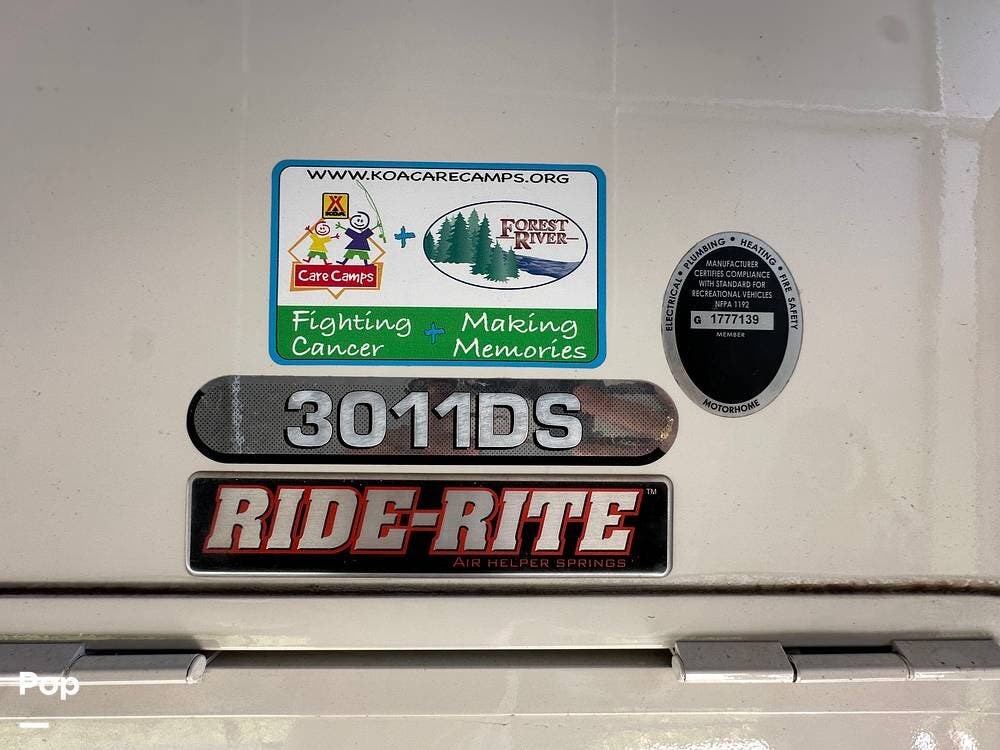 WWW.KOACARECAMPS.ORG
KOA
Care Camps
+
FOREST
RIVER
Fighting
Cancer
+
Making
Memories
ELECTRICAL • PLUMBING • HEATING • FIRE SAFETY
MANUFACTURER
CERTIFIES COMPLIANCE
WITH STANDARD FOR
RECREATIONAL VEHICLES
NFPA 1192
G 1777139
MEMBER
MOTORHOME
3011DS
RIDE-RITE ™
AIR HELPER SPRINGS
Pop